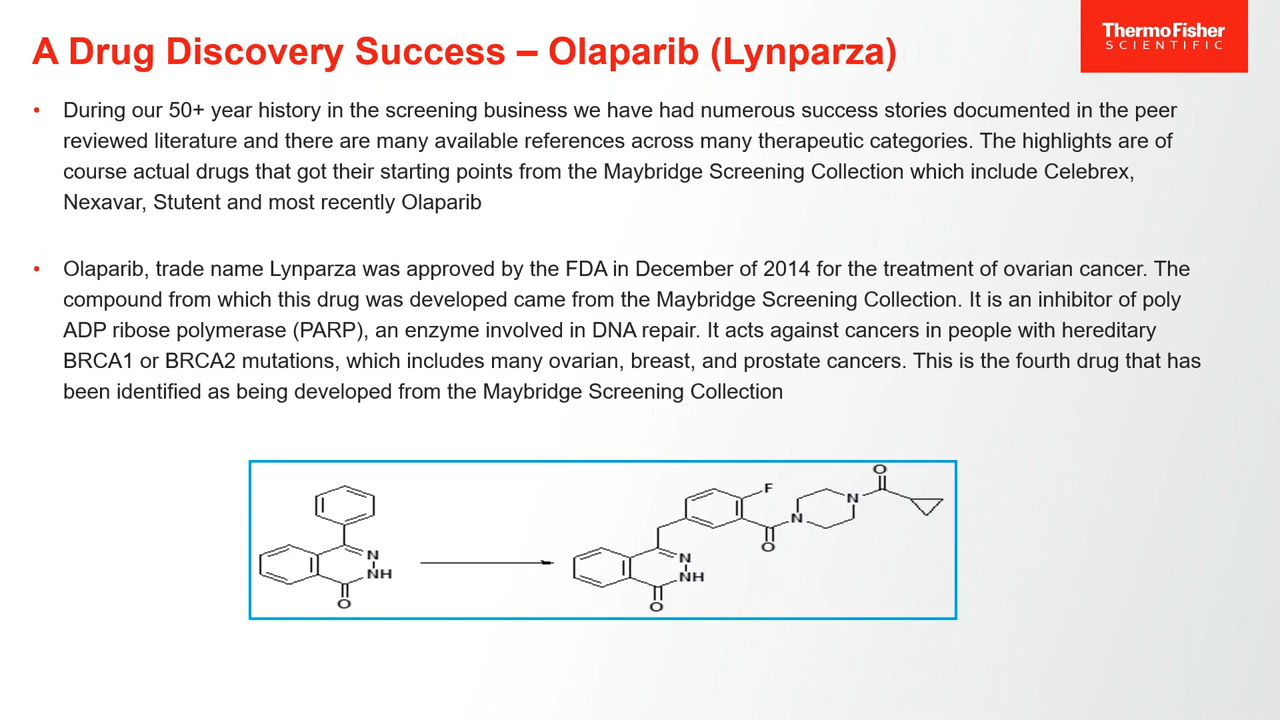 A Drug Discovery Success – Olaparib (Lynparza)
ThermoFisher
SCIENTIFIC
• During our 50+ year history in the screening business we have had numerous success stories documented in the peer
reviewed literature and there are many available references across many therapeutic categories. The highlights are of
course actual drugs that got their starting points from the Maybridge Screening Collection which include Celebrex,
Nexavar, Stutent and most recently Olaparib
• Olaparib, trade name Lynparza was approved by the FDA in December of 2014 for the treatment of ovarian cancer. The
compound from which this drug was developed came from the Maybridge Screening Collection. It is an inhibitor of poly
ADP ribose polymerase (PARP), an enzyme involved in DNA repair. It acts against cancers in people with hereditary
BRCA1 or BRCA2 mutations, which includes many ovarian, breast, and prostate cancers. This is the fourth drug that has
been identified as being developed from the Maybridge Screening Collection
N
NH
O
O
F
N
N
O
N
NH
O